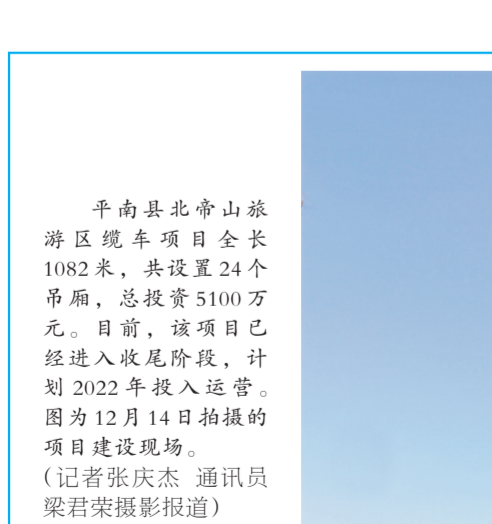 平南县北帝山旅
游区缆车项目全长
1082米，共设置24个
吊厢，总投资5100万
元。目前，该项目已
经进入收尾阶段，计
划2022年投入运营。
图为12月14日拍摄的
项目建设现场。
（记者张庆杰 通讯员
梁君荣摄影报道）